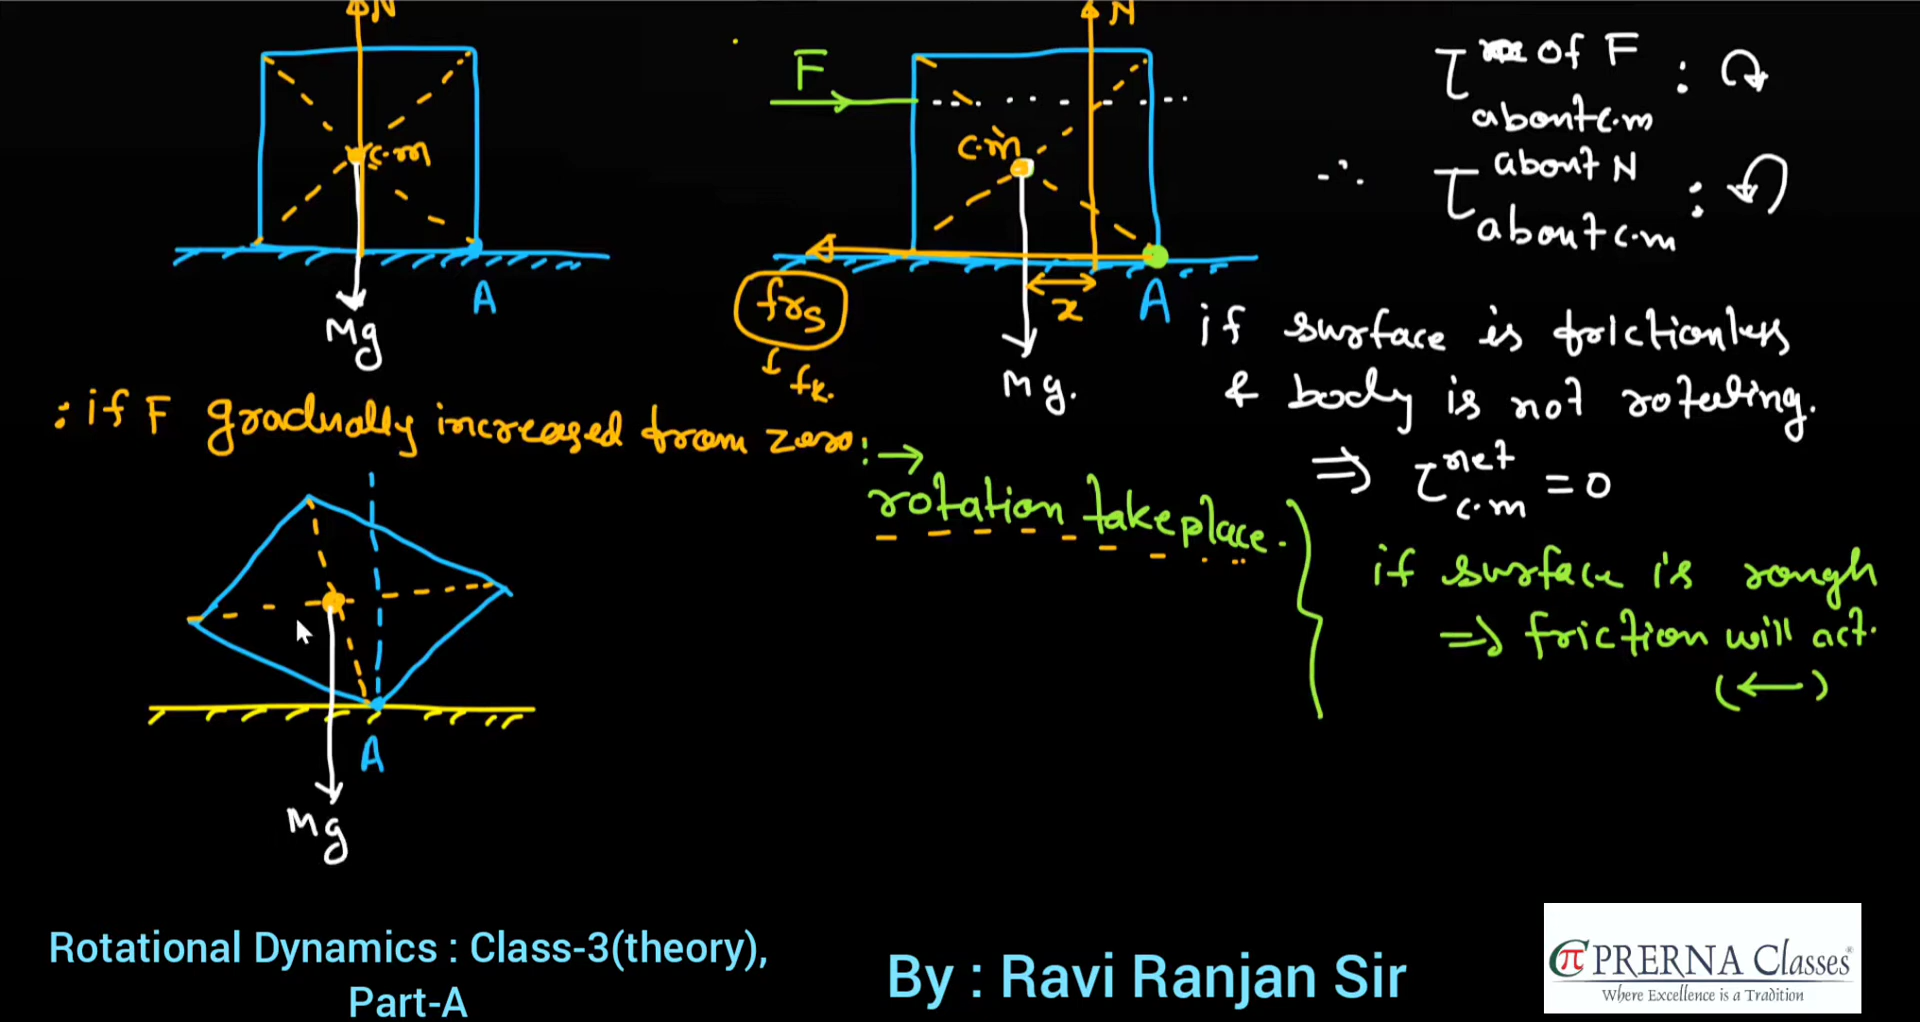 N
c.m
A
Mg
F
N
c.m
frs
fk.
x
A
Mg.
τ of F
about c.m
:
∴ τ about N
about c.m
:
if surface is frictionless
& body is not rotating.
⇒ τ net c.m = 0
: if F gradually increased from zero: →
rotation take place.
if surface is rough
⇒ friction will act.
(←)
A
Mg
Rotational Dynamics : Class-3(theory),
Part-A
By : Ravi Ranjan Sir
π PRERNA Classes®
Where Excellence is a Tradition